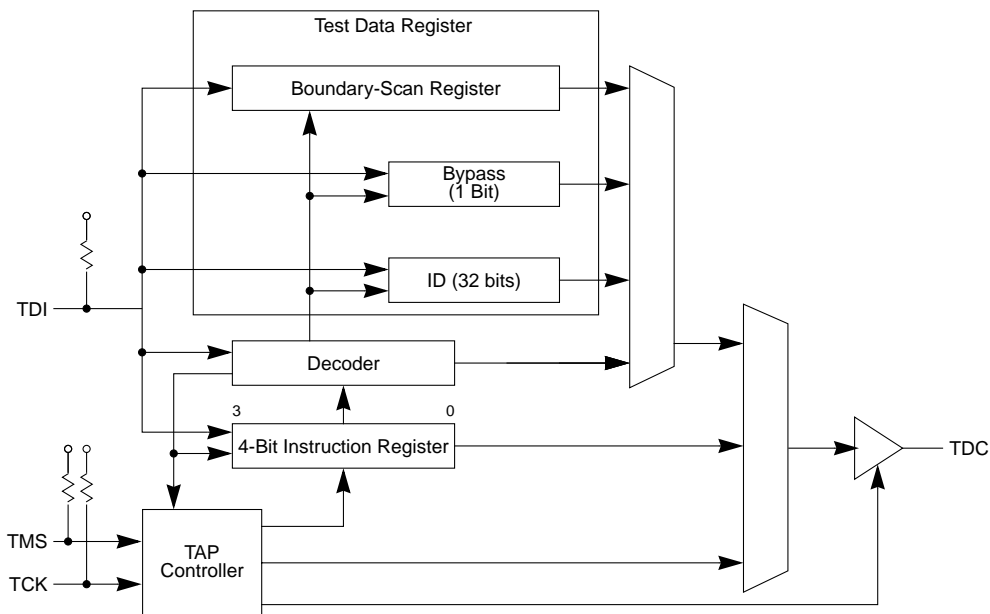 Test Data Register
Boundary-Scan Register
Bypass
(1 Bit)
ID (32 bits)
TDI
Decoder
3
0
4-Bit Instruction Register
TDC
TMS
TAP
Controller
TCK